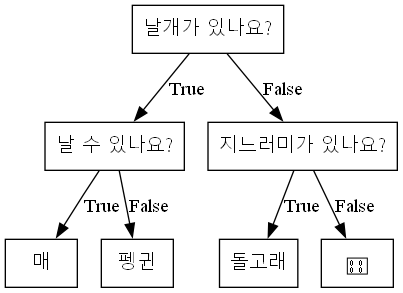 날개가 있나요?
True
False
날 수 있나요?
지느러미가 있나요?
True
False
True
False
매
펭귄
돌고래